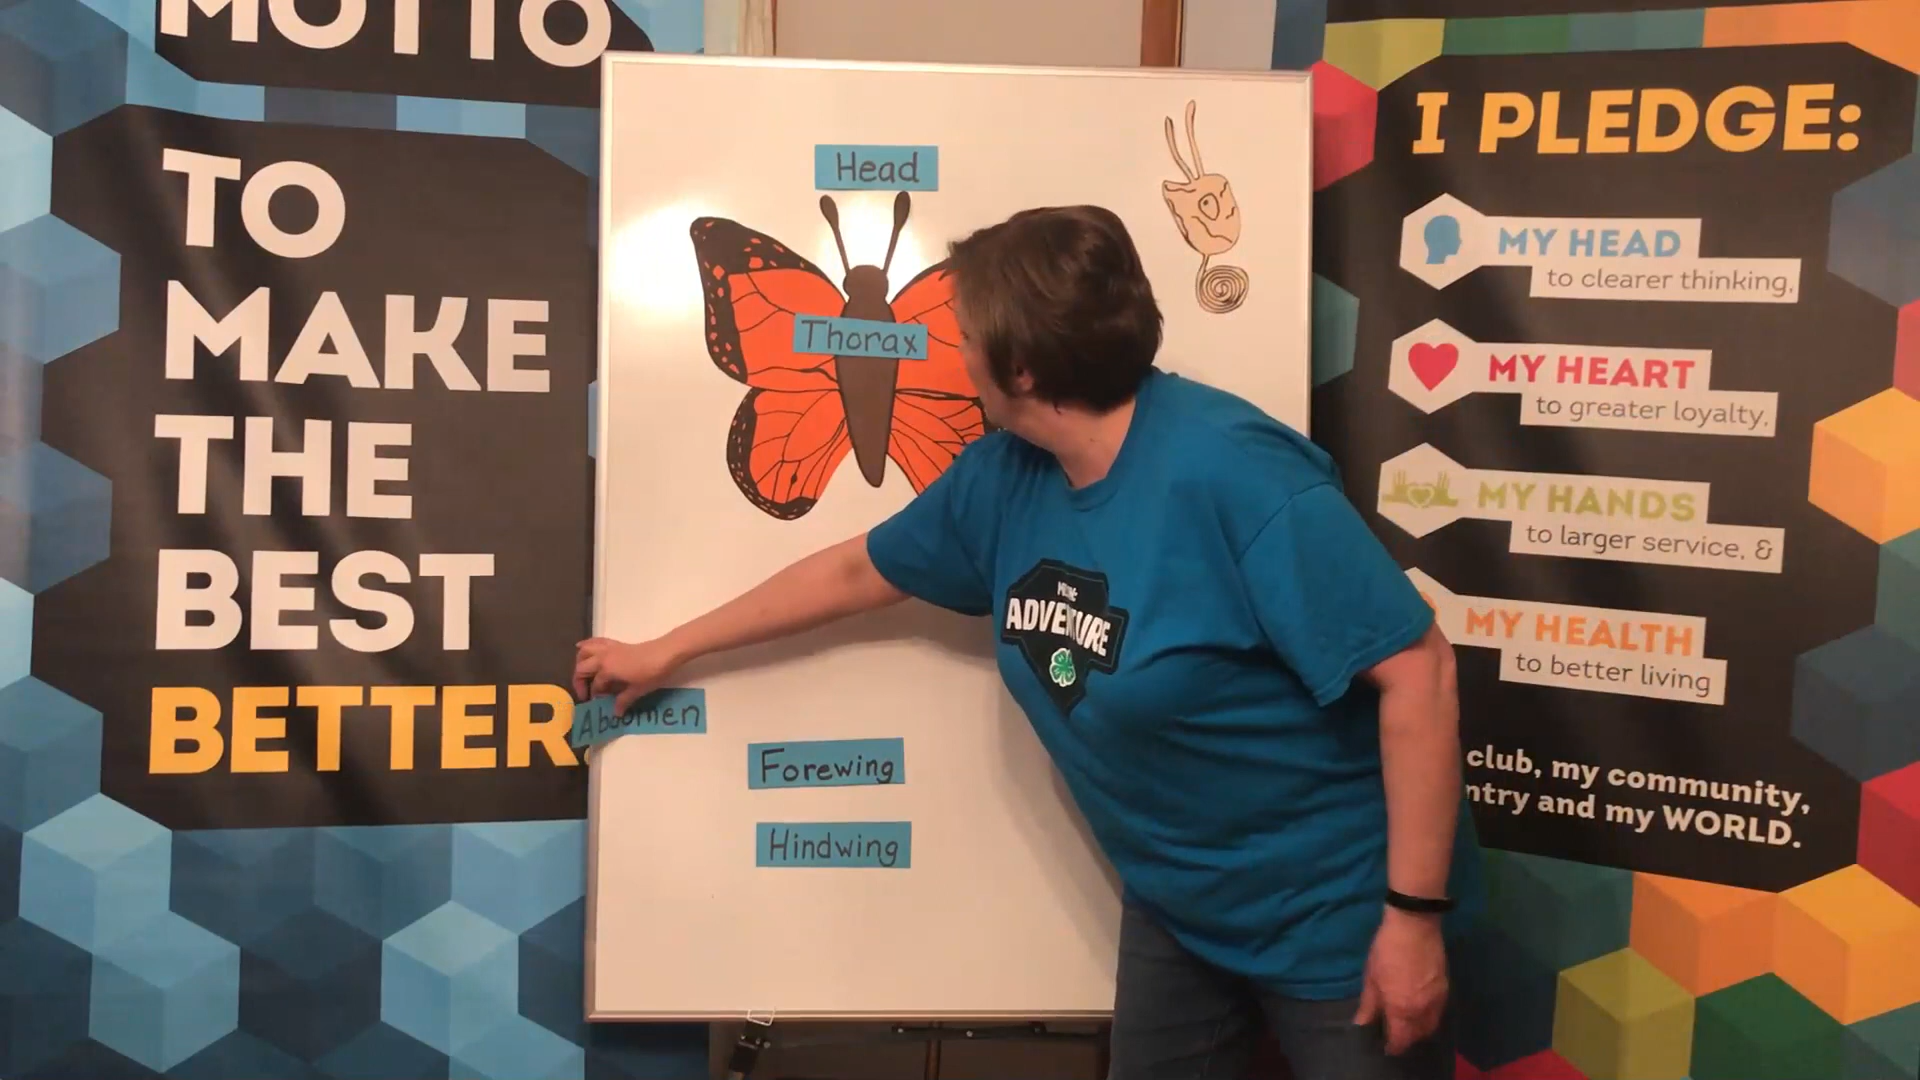 MOTTO
TO
MAKE
THE
BEST
BETTER.
Head
Thorax
Abdomen
Forewing
Hindwing
ADVENTURE
I PLEDGE:
MY HEAD
to clearer thinking,
MY HEART
to greater loyalty,
MY HANDS
to larger service, &
MY HEALTH
to better living
club, my community,
ntry and my WORLD.